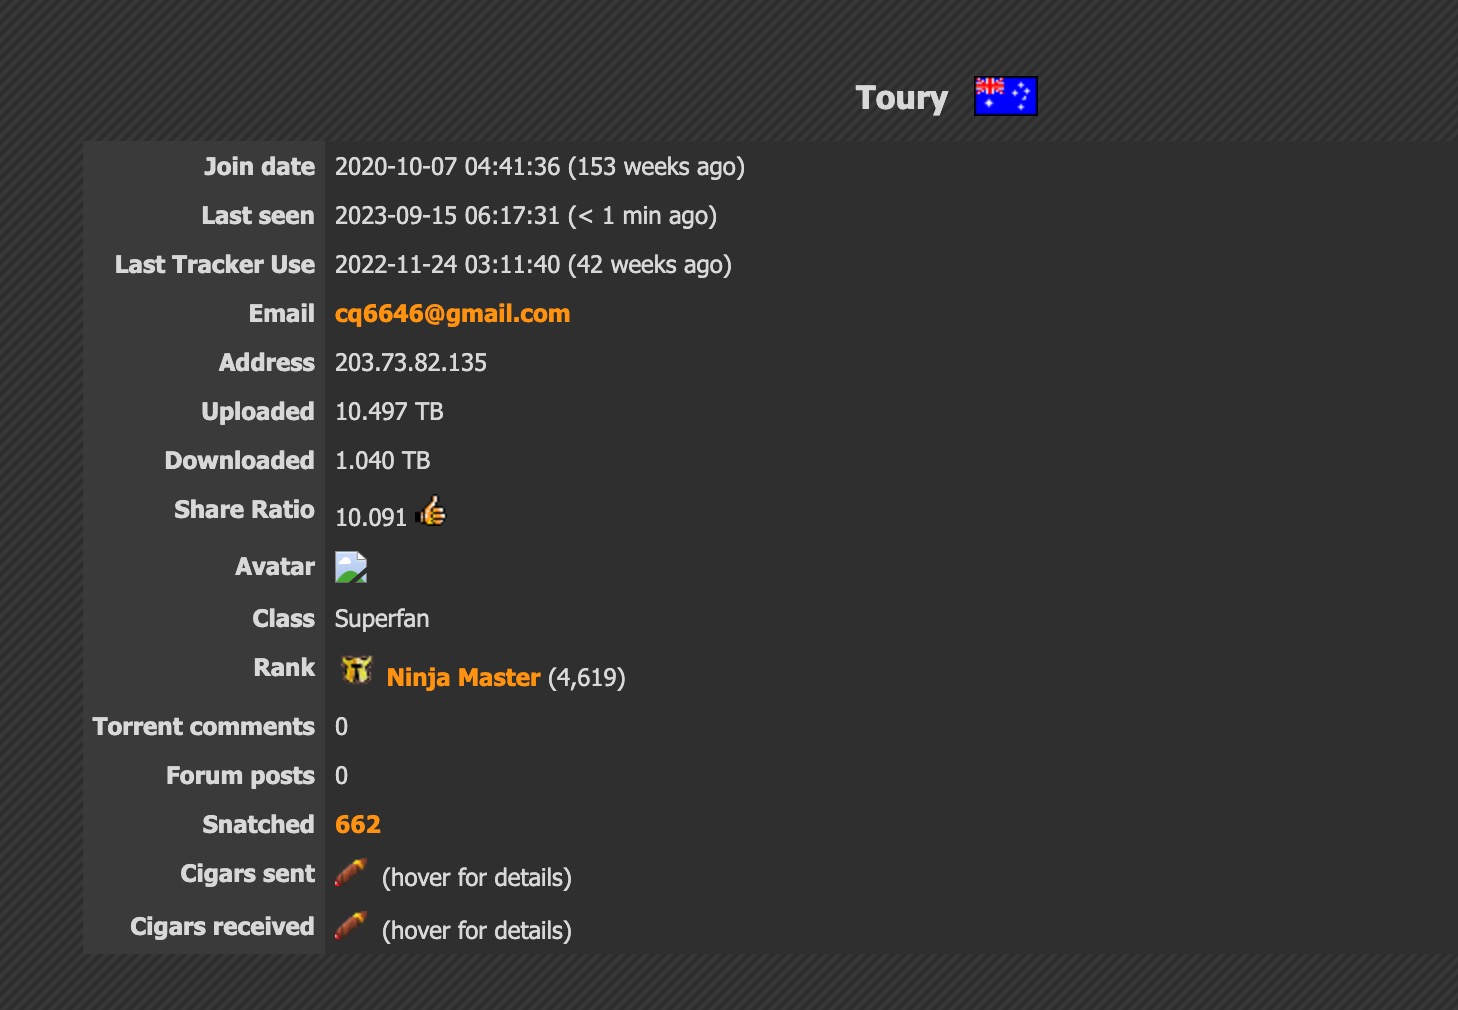 Toury
Join date 2020-10-07 04:41:36 (153 weeks ago)
Last seen 2023-09-15 06:17:31 (< 1 min ago)
Last Tracker Use 2022-11-24 03:11:40 (42 weeks ago)
Email cq6646@gmail.com
Address 203.73.82.135
Uploaded 10.497 TB
Downloaded 1.040 TB
Share Ratio 10.091
Avatar
Class Superfan
Rank Ninja Master (4,619)
Torrent comments 0
Forum posts 0
Snatched 662
Cigars sent (hover for details)
Cigars received (hover for details)